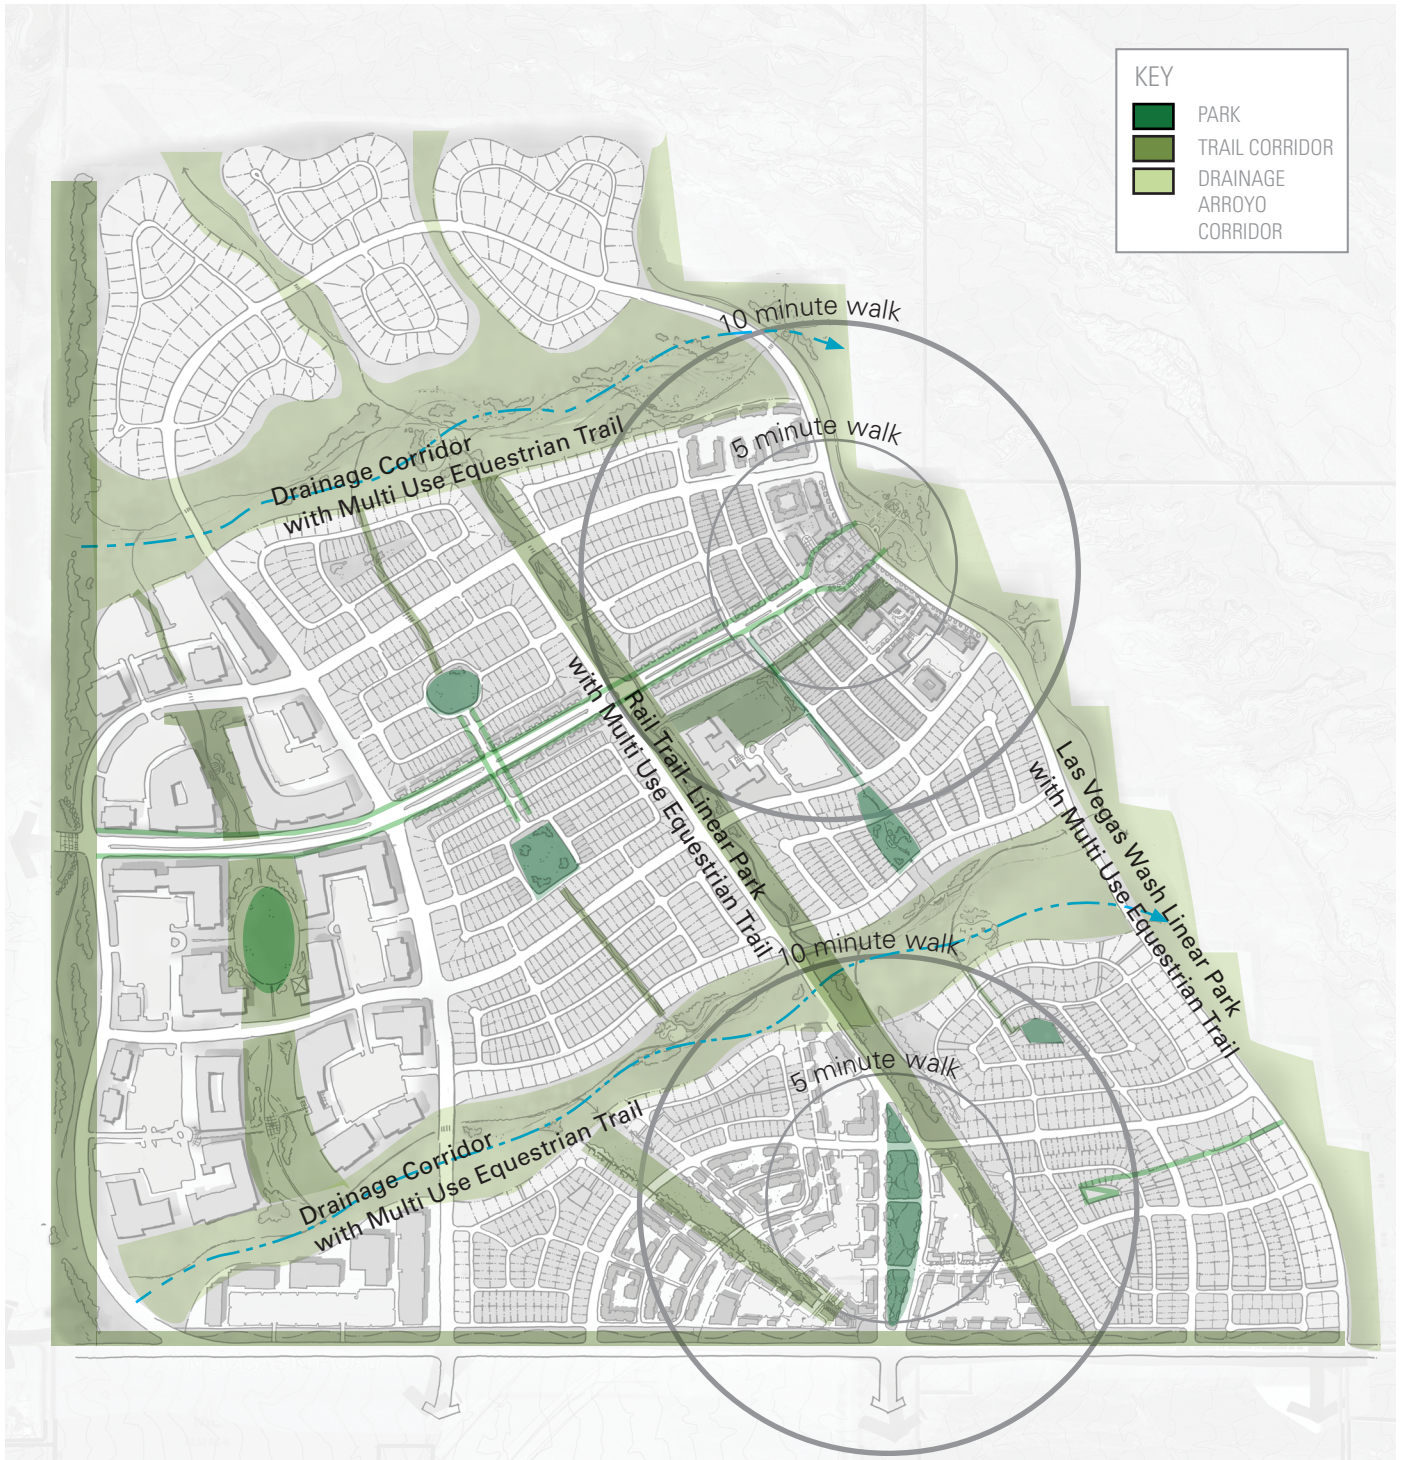 KEY
PARK
TRAIL CORRIDOR
DRAINAGE
ARROYO
CORRIDOR
10 minute walk
5 minute walk
Drainage Corridor
with Multi Use Equestrian Trail
Rail Trail- Linear Park
with Multi Use Equestrian Trail
Las Vegas Wash Linear Park
with Multi Use Equestrian Trail
10 minute walk
5 minute walk
Drainage Corridor
with Multi Use Equestrian Trail